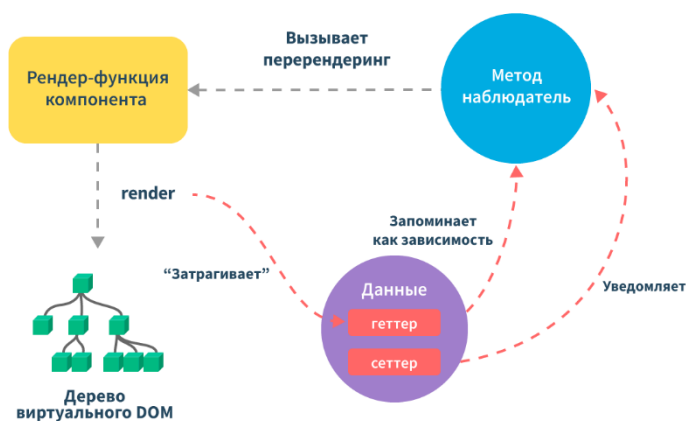 Вызывает
перерендеринг
Рендер-функция
компонента
Метод
наблюдатель
render
Запоминает
как зависимость
“Затрагивает”
Данные
Уведомляет
геттер
сеттер
Дерево
виртуального DOM